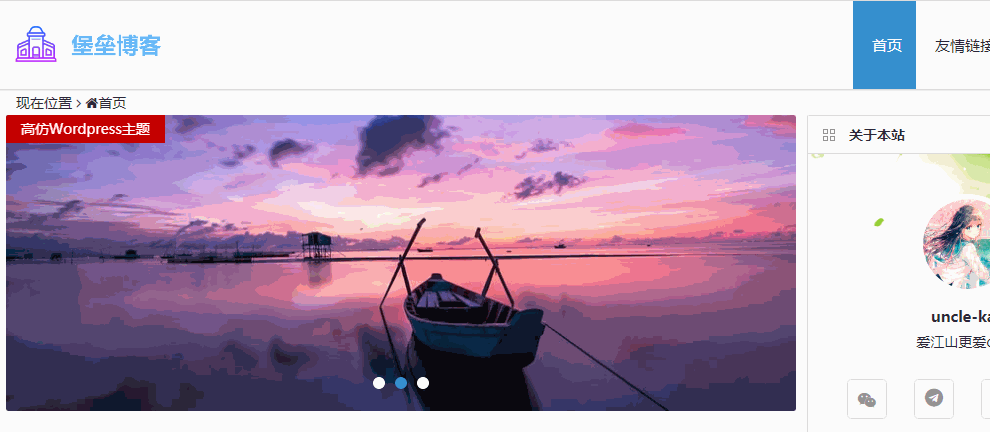 堡垒博客
首页
友情链接
现在位置 > 首页
高仿Wordpress主题
关于本站
uncle-ka
爱江山更爱